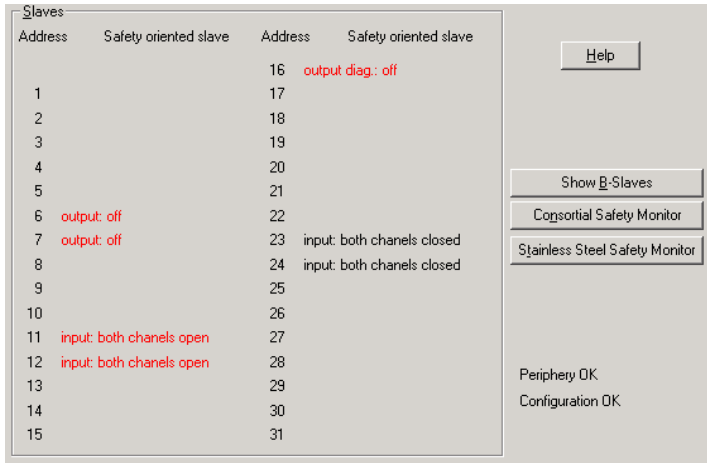 Slaves
Address Safety oriented slave Address Safety oriented slave
16 output diag.: off
1 17
2 18
3 19
4 20
5 21
6 output: off 22
7 output: off 23 input: both chanels closed
8 24 input: both chanels closed
9 25
10 26
11 input: both chanels open 27
12 input: both chanels open 28
13 29
14 30
15 31
Help
Show B-Slaves
Consortial Safety Monitor
Stainless Steel Safety Monitor
Periphery OK
Configuration OK